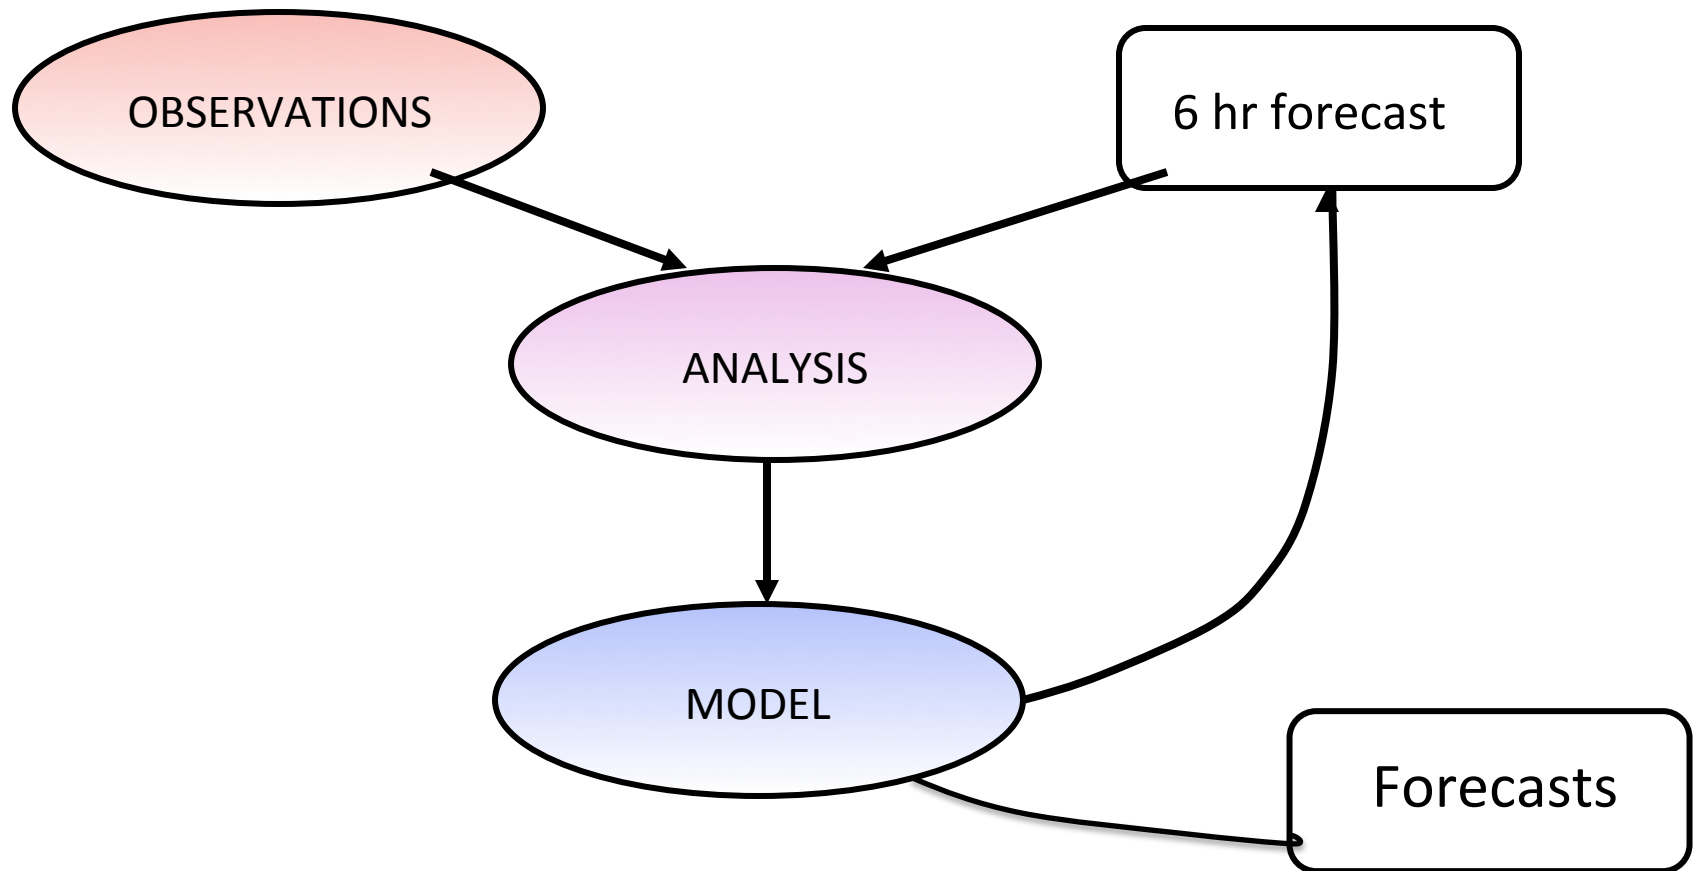 OBSERVATIONS
6 hr forecast
ANALYSIS
MODEL
Forecasts